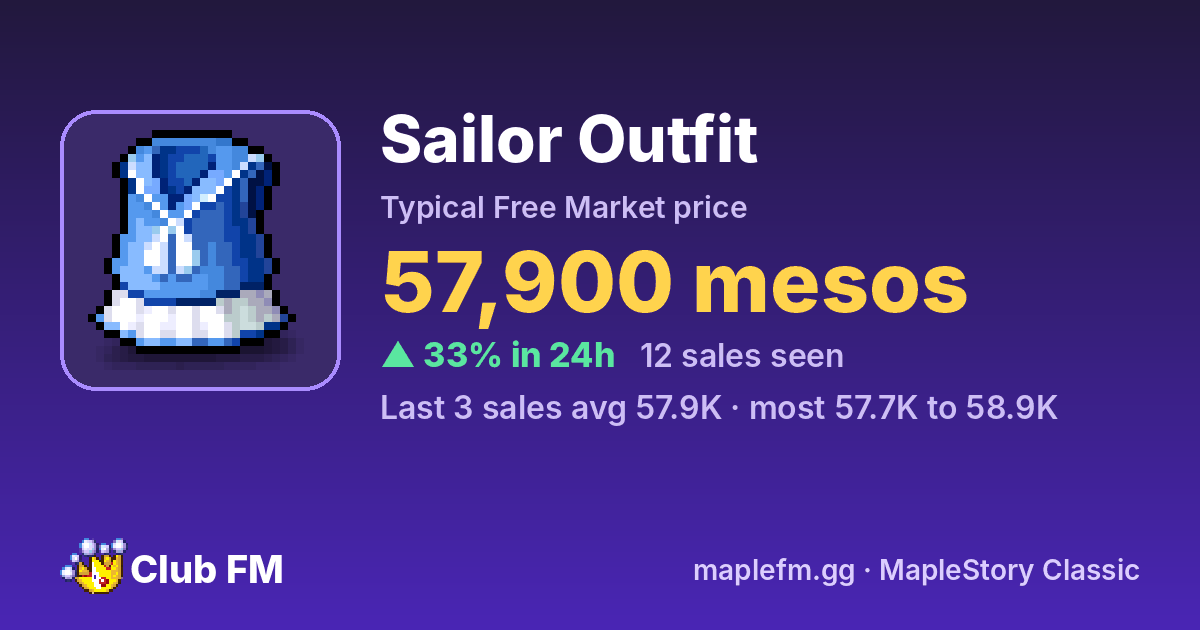 Sailor Outfit
Typical Free Market price
57,900 mesos
▲ 33% in 24h 12 sales seen
Last 3 sales avg 57.9K · most 57.7K to 58.9K
Club FM
maplefm.gg · MapleStory Classic